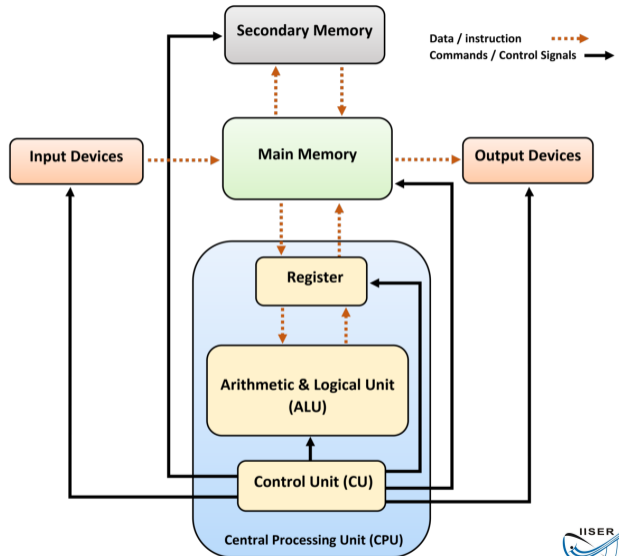 Secondary Memory
Data / instruction
Commands / Control Signals
Input Devices
Main Memory
Output Devices
Register
Arithmetic & Logical Unit
(ALU)
Control Unit (CU)
Central Processing Unit (CPU)
IISER